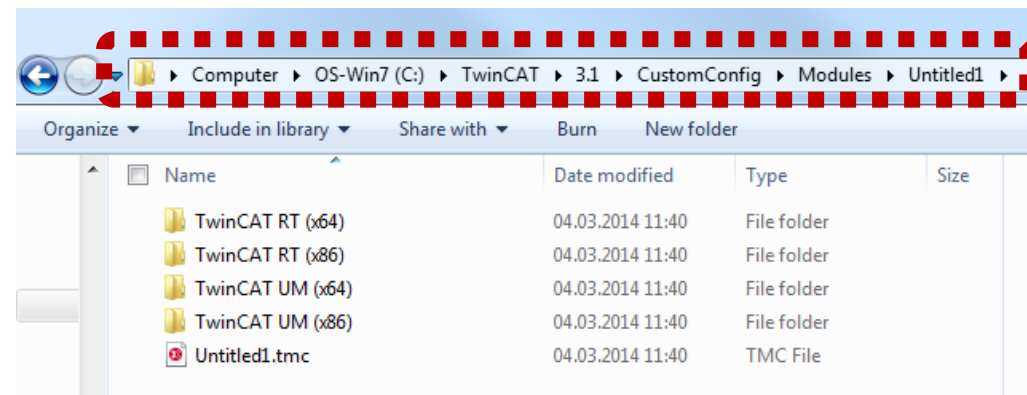 Computer OS-Win7 (C:) TwinCAT 3.1 CustomConfig Modules Untitled1
Organize Include in library Share with Burn New folder
Name Date modified Type Size
TwinCAT RT (x64) 04.03.2014 11:40 File folder
TwinCAT RT (x86) 04.03.2014 11:40 File folder
TwinCAT UM (x64) 04.03.2014 11:40 File folder
TwinCAT UM (x86) 04.03.2014 11:40 File folder
Untitled1.tmc 04.03.2014 11:40 TMC File